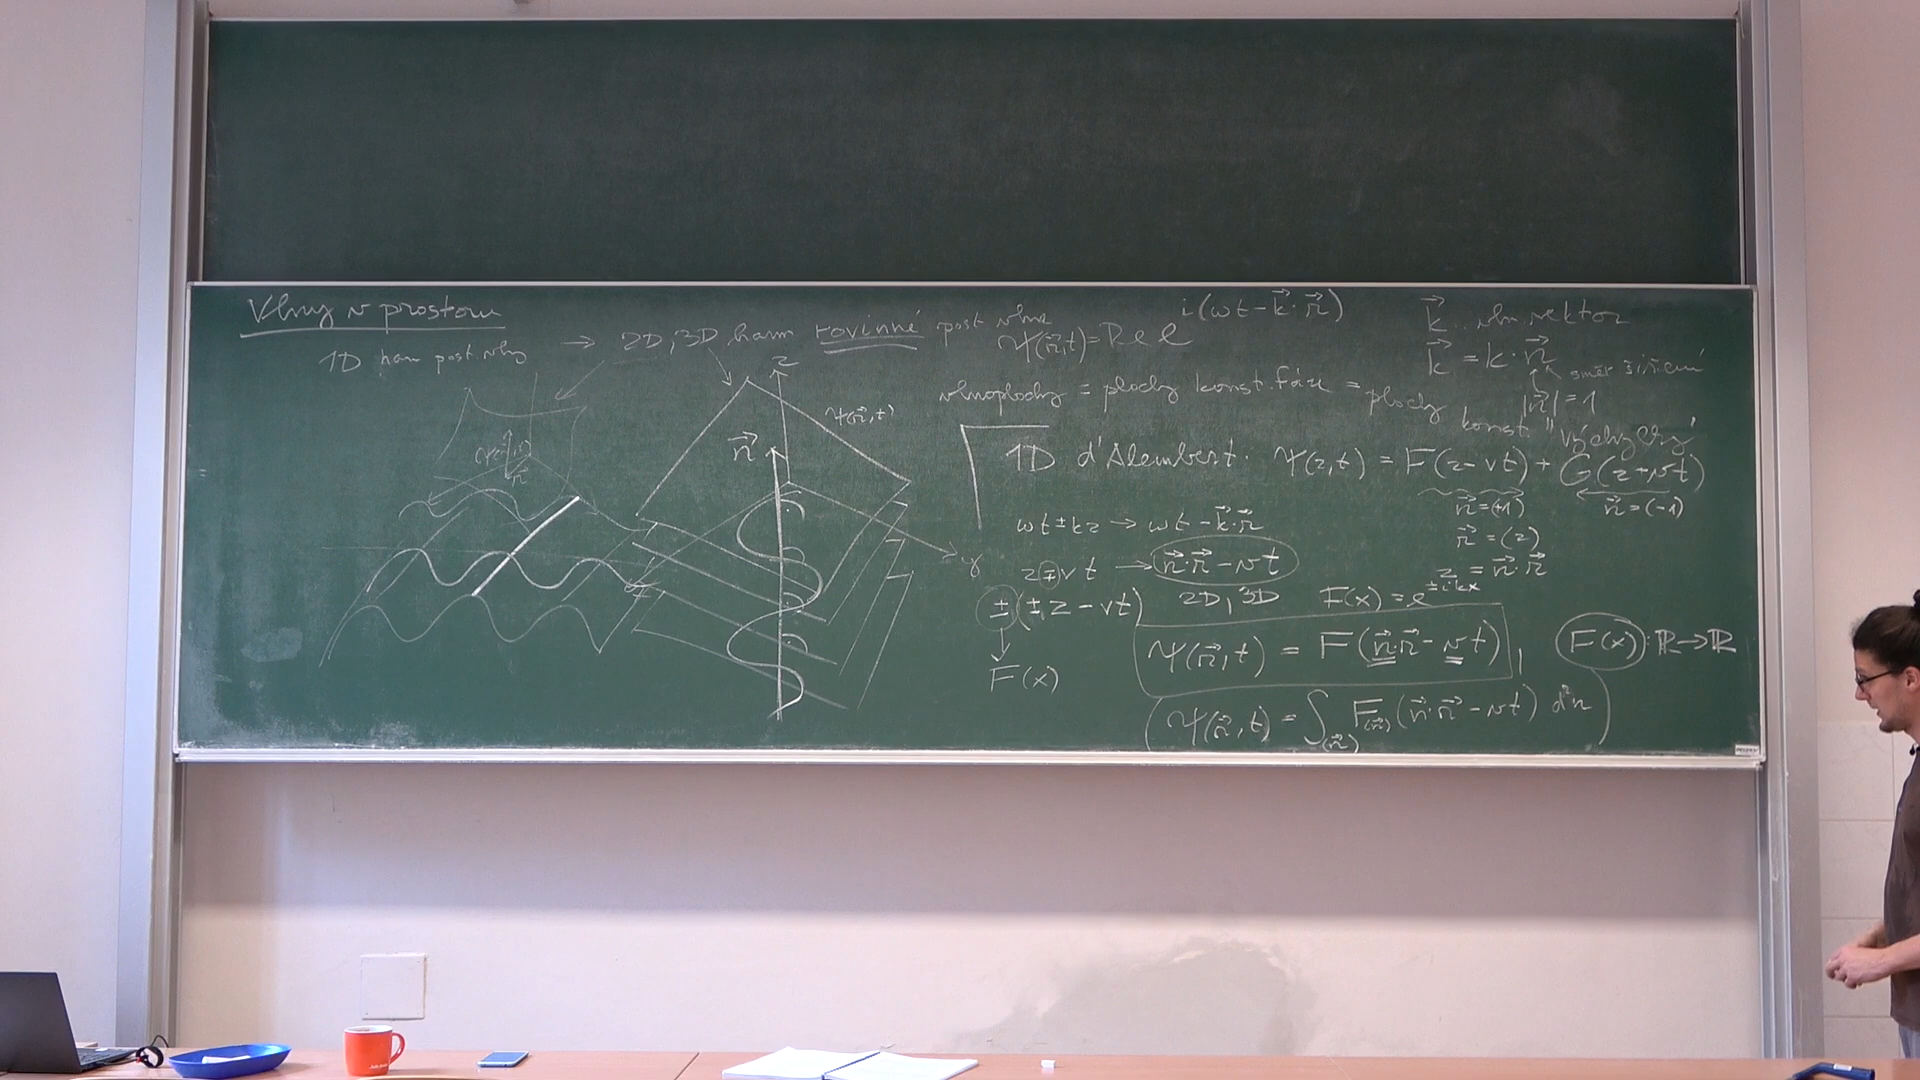 Vlny v prostoru
1D harm post vlny → 2D, 3D harm rovinné post vlna
ψ(r⃗,t) = Re e^{i(ωt - k⃗·r⃗)}
k⃗ .. vln. vektor
k⃗ = k·n⃗
směr šíření
|n⃗| = 1
vlnoplochy = plochy konst. fáze = plochy konst. "výchylky"
z
ψ(r⃗,t)
n⃗
y
1D d'Alembert. ψ(z,t) = F(z-vt) + G(z+vt)
n⃗=(+1)
n⃗=(-1)
r⃗ = (z)
z = n⃗·r⃗
ωt ± kz → ωt - k⃗·r⃗
z ∓ vt → n⃗·r⃗ - vt
± (±z - vt)
2D, 3D
F(x) = e^{±ikx}
F(x)
ψ(r⃗,t) = F(n⃗·r⃗ - vt),
F(x): ℝ→ℝ
(ψ(r⃗,t) = ∫_{(n⃗)} F_{(n⃗)}(n⃗·r⃗ - vt) d²n)